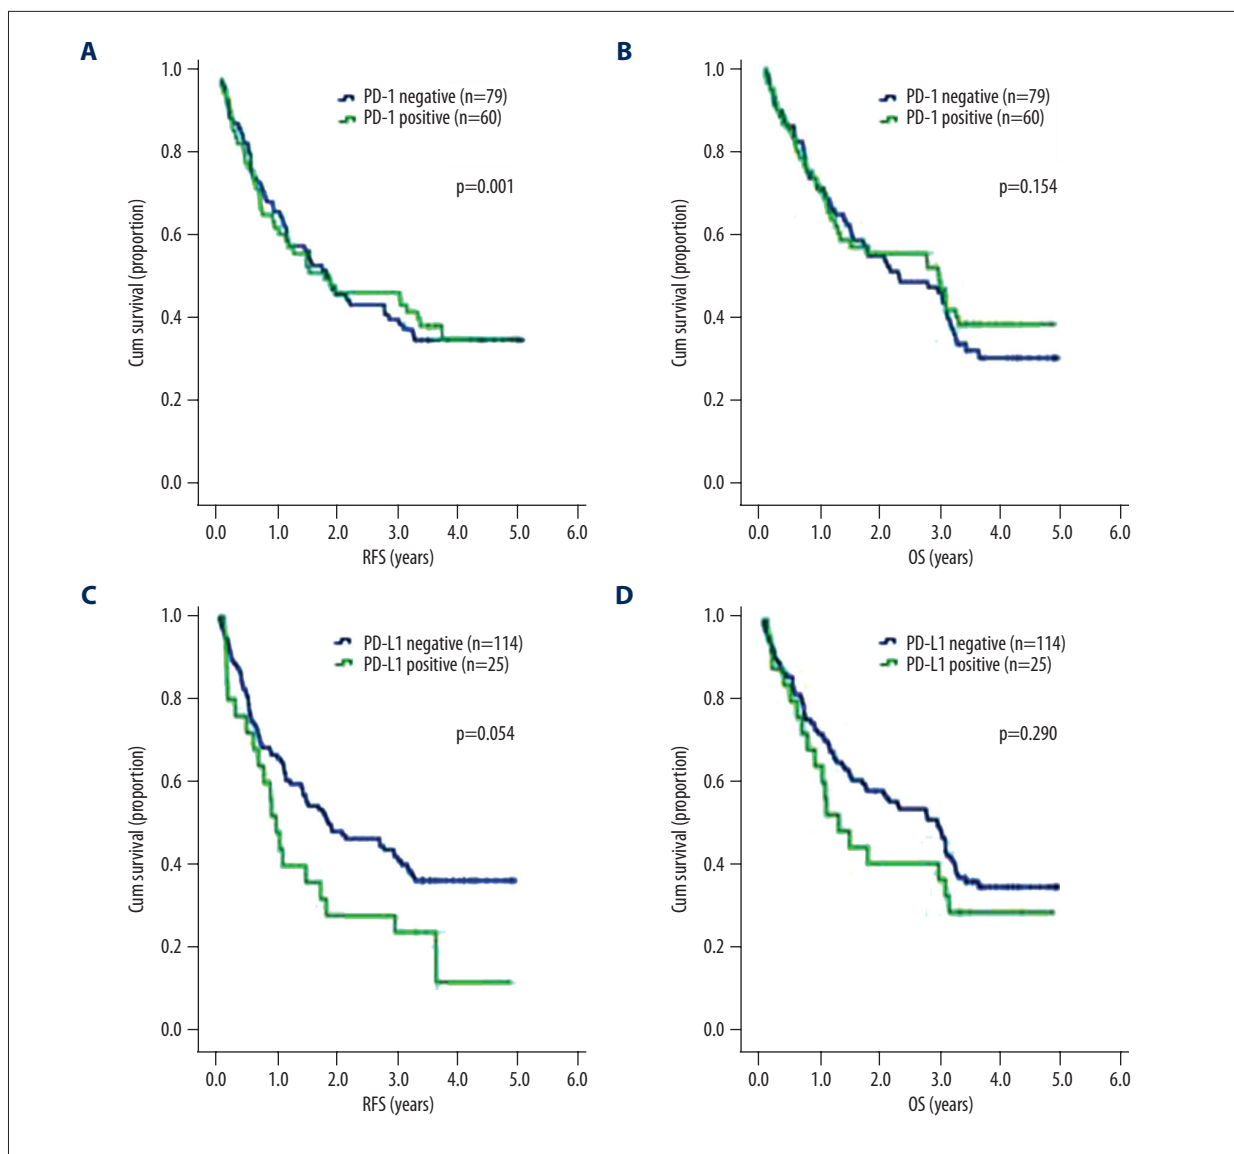 A
1.0
0.8
0.6
0.4
0.2
0.0
Cum survival (proportion)
PD-1 negative (n=79)
PD-1 positive (n=60)
p=0.001
0.0 1.0 2.0 3.0 4.0 5.0 6.0
RFS (years)
B
1.0
0.8
0.6
0.4
0.2
0.0
Cum survival (proportion)
PD-1 negative (n=79)
PD-1 positive (n=60)
p=0.154
0.0 1.0 2.0 3.0 4.0 5.0 6.0
OS (years)
C
1.0
0.8
0.6
0.4
0.2
0.0
Cum survival (proportion)
PD-L1 negative (n=114)
PD-L1 positive (n=25)
p=0.054
0.0 1.0 2.0 3.0 4.0 5.0 6.0
RFS (years)
D
1.0
0.8
0.6
0.4
0.2
0.0
Cum survival (proportion)
PD-L1 negative (n=114)
PD-L1 positive (n=25)
p=0.290
0.0 1.0 2.0 3.0 4.0 5.0 6.0
OS (years)